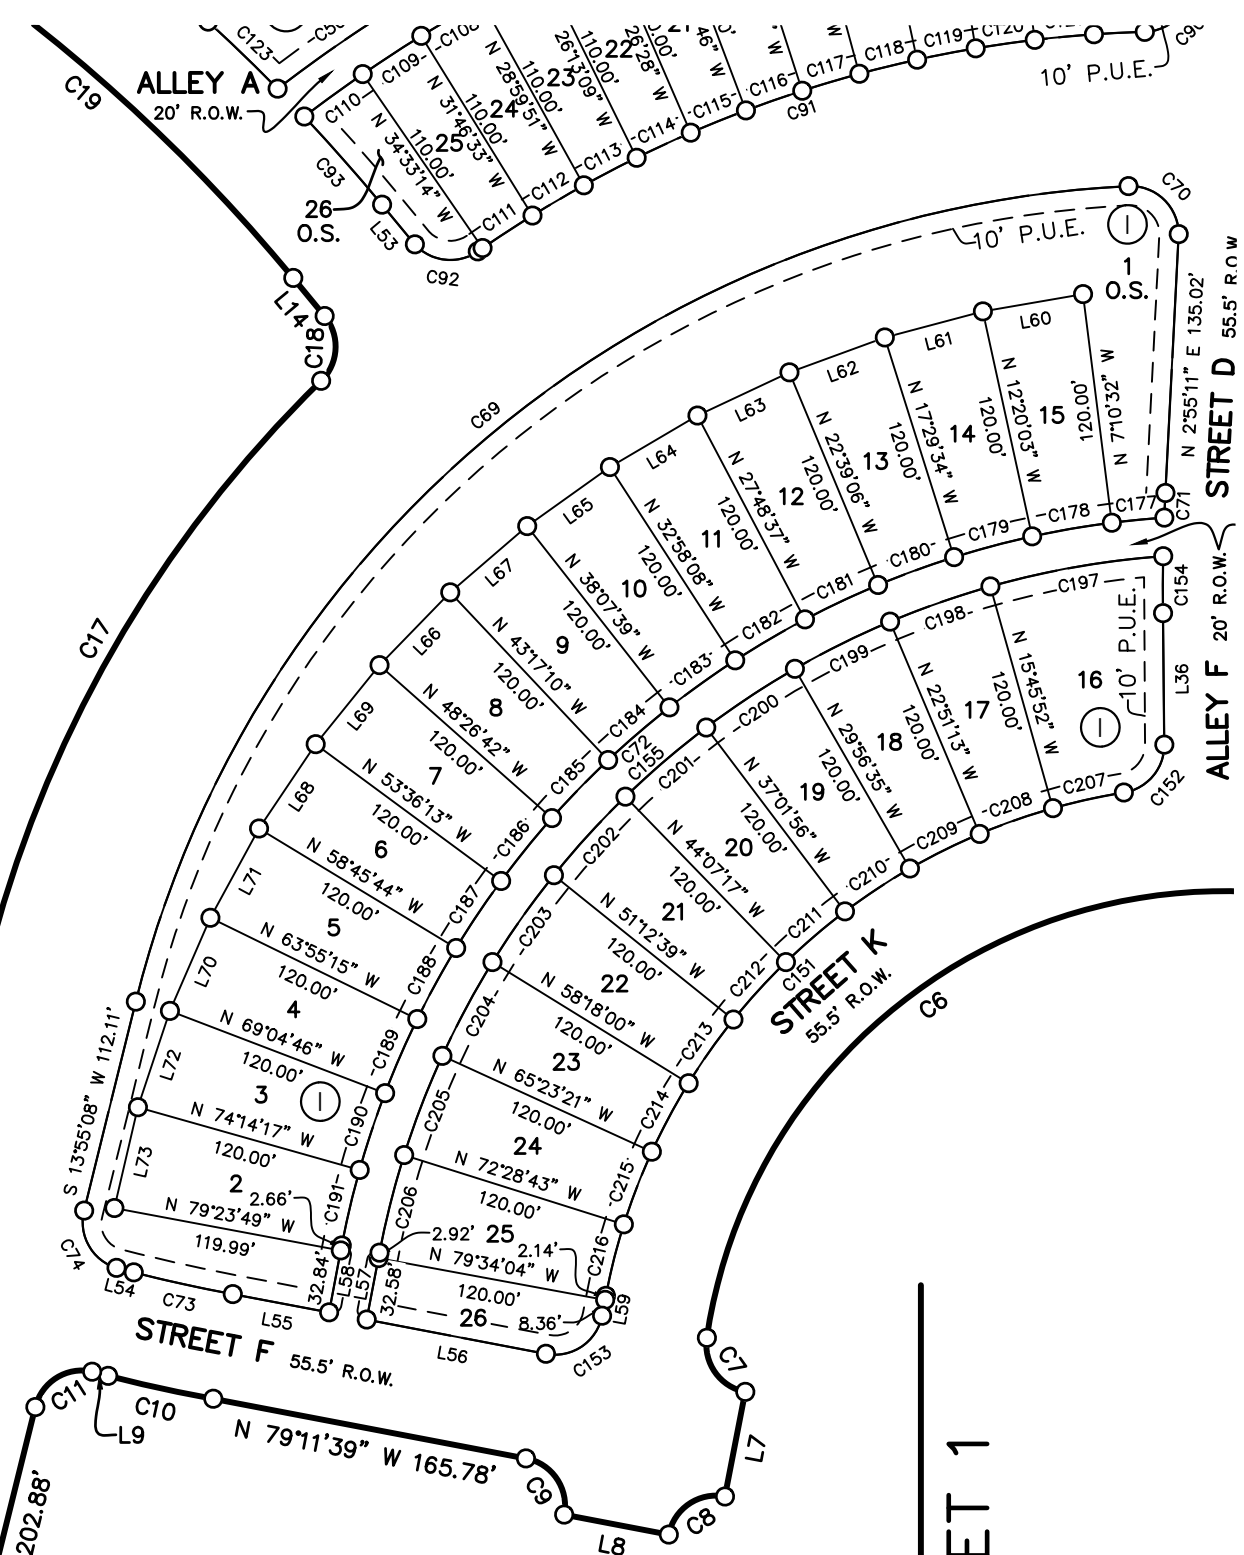 C19
C123
ALLEY A
20' R.O.W.
C110
C109
C108
N 34°33'14" W
110.00'
N 31°46'33" W
110.00'
N 28°59'51" W
110.00'
26°13'09" W
110.00'
26'28" W
46" W
W
22
23
24
25
26
O.S.
C93
L53
C92
C111
C112
C113
C114
C115
C116
C117
C118
C119
C120
C91
10' P.U.E.
L14
C18
C17
C69
C70
10' P.U.E.
1
O.S.
I
N 2°55'11" E 135.02'
STREET D
55.5' R.O.W
L60
L61
L62
L63
L64
L65
L67
L66
L69
L68
L71
L70
L72
L73
15
N 7°10'32" W
120.00'
14
N 12°20'03" W
120.00'
13
N 17°29'34" W
120.00'
12
N 22°39'06" W
120.00'
11
N 27°48'37" W
120.00'
10
N 32°58'08" W
120.00'
9
N 38°07'39" W
120.00'
8
N 43°17'10" W
120.00'
7
N 48°26'42" W
120.00'
6
N 53°36'13" W
120.00'
5
N 58°45'44" W
120.00'
4
N 63°55'15" W
120.00'
3
N 69°04'46" W
120.00'
I
2
N 74°14'17" W
120.00'
N 79°23'49" W
119.99'
2.66'
32.84'
C71
C177
C178
C179
C180
C181
C182
C183
C184
C72
C185
C186
C187
C188
C189
C190
C191
L58
S 13°55'08" W 112.11'
C74
L54
C73
L55
C154
L36
ALLEY F
20' R.O.W.
10' P.U.E.
16
I
C152
C197
C198
C199
C200
C155
C201
C202
C203
C204
C205
C206
17
N 15°45'52" W
120.00'
18
N 22°51'13" W
120.00'
19
N 29°56'35" W
120.00'
20
N 37°01'56" W
120.00'
21
N 44°07'17" W
120.00'
22
N 51°12'39" W
120.00'
23
N 58°18'00" W
120.00'
24
N 65°23'21" W
120.00'
25
N 72°28'43" W
120.00'
26
N 79°34'04" W
120.00'
2.92'
2.14'
8.36'
L57
32.58'
L59
L56
C153
C207
C208
C209
C210
C211
C151
C212
C213
C214
C215
C216
STREET K
55.5' R.O.W.
C6
STREET F
55.5' R.O.W.
C11
L9
C10
N 79°11'39" W 165.78'
C9
L8
C8
L7
C7
202.88'
ET 1